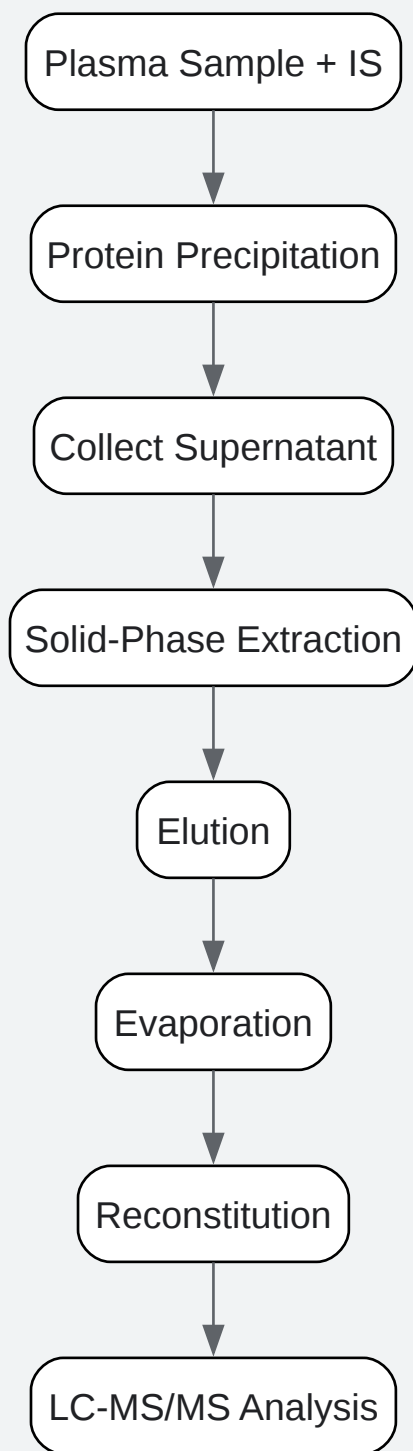 Plasma Sample + IS
Protein Precipitation
Collect Supernatant
Solid-Phase Extraction
Elution
Evaporation
Reconstitution
LC-MS/MS Analysis